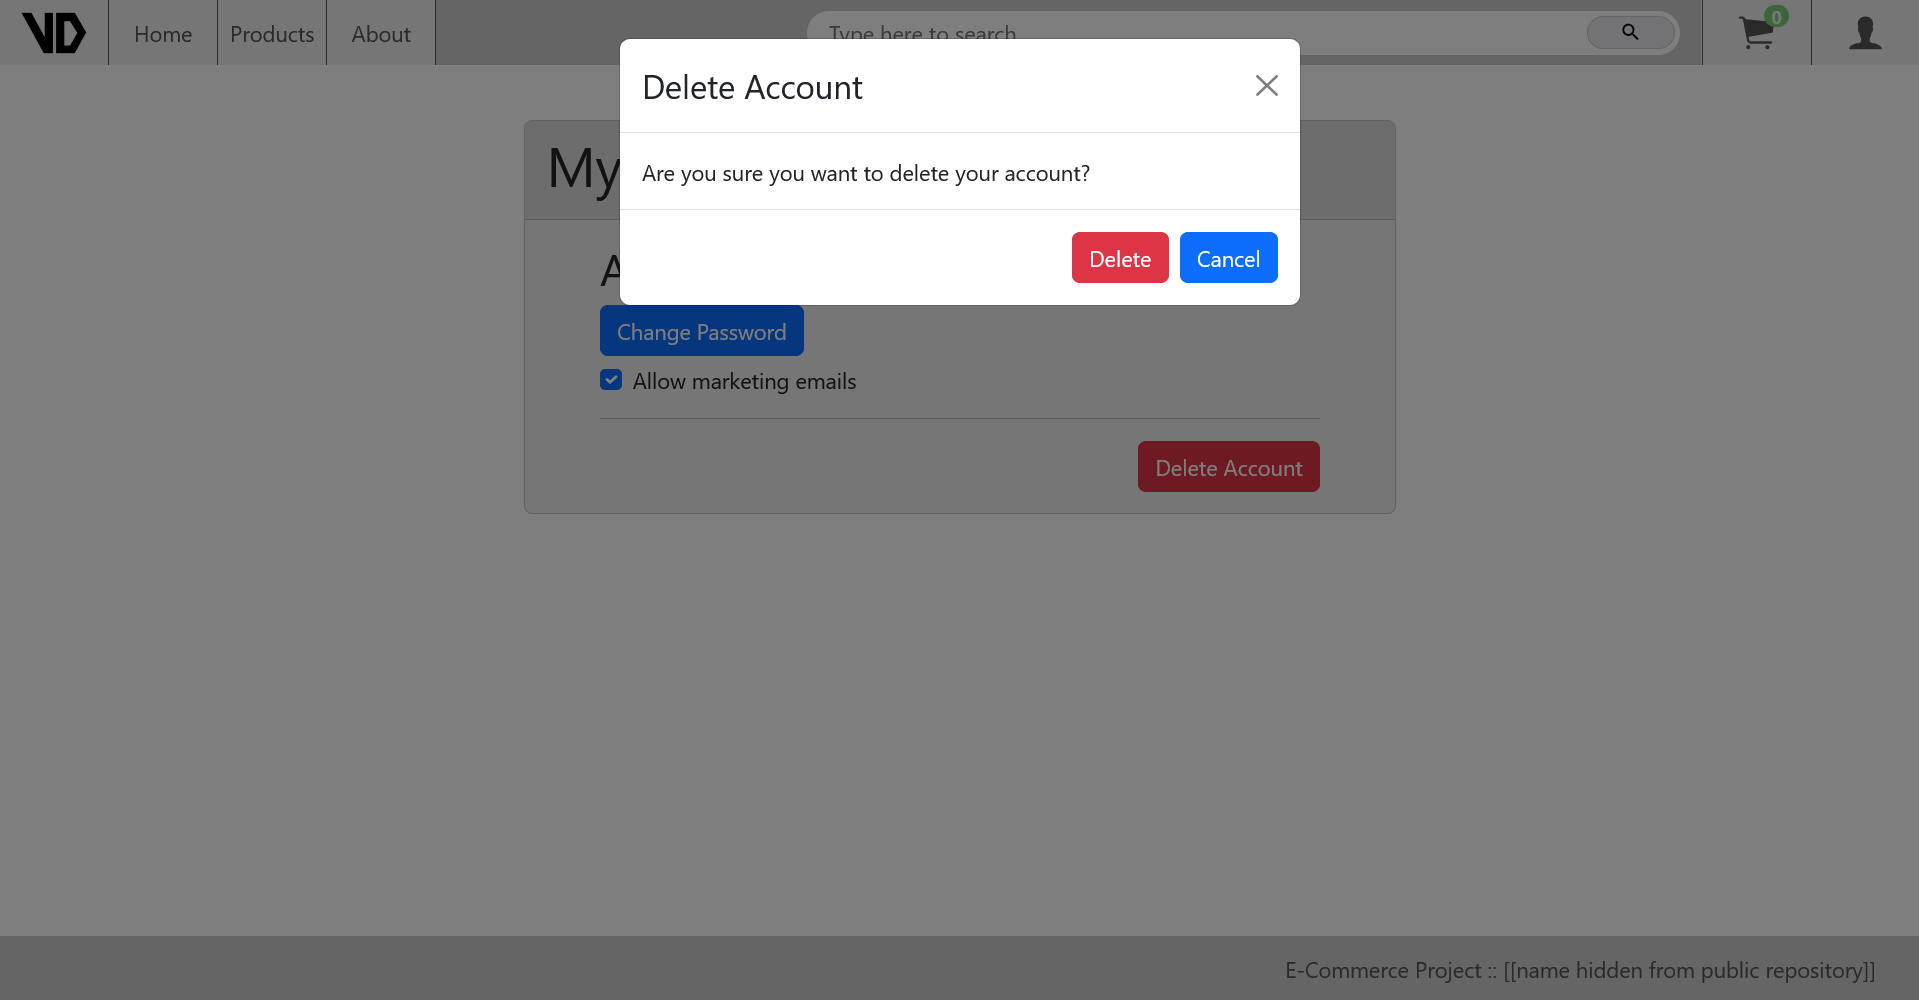 VD
Home
Products
About
Type here to search
0
Delete Account
My
Are you sure you want to delete your account?
Delete
Cancel
A
Change Password
Allow marketing emails
Delete Account
E-Commerce Project :: [[name hidden from public repository]]